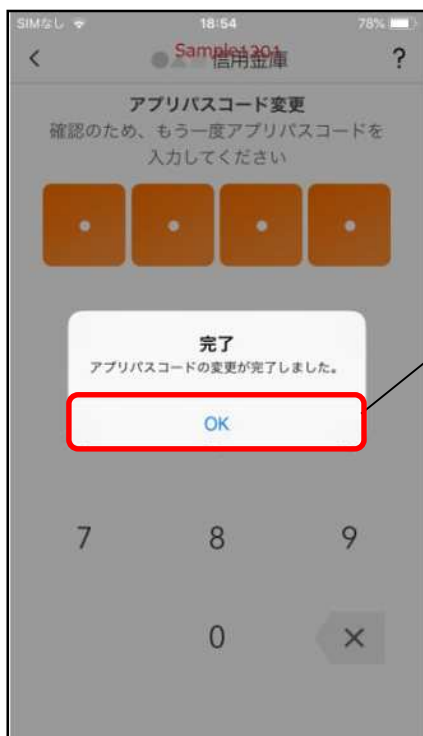 SIMなし 18:54 78%
Sample1201
信用金庫 ?
アプリパスコード変更
確認のため、もう一度アプリパスコードを
入力してください
完了
アプリパスコードの変更が完了しました。
OK
7 8 9
0